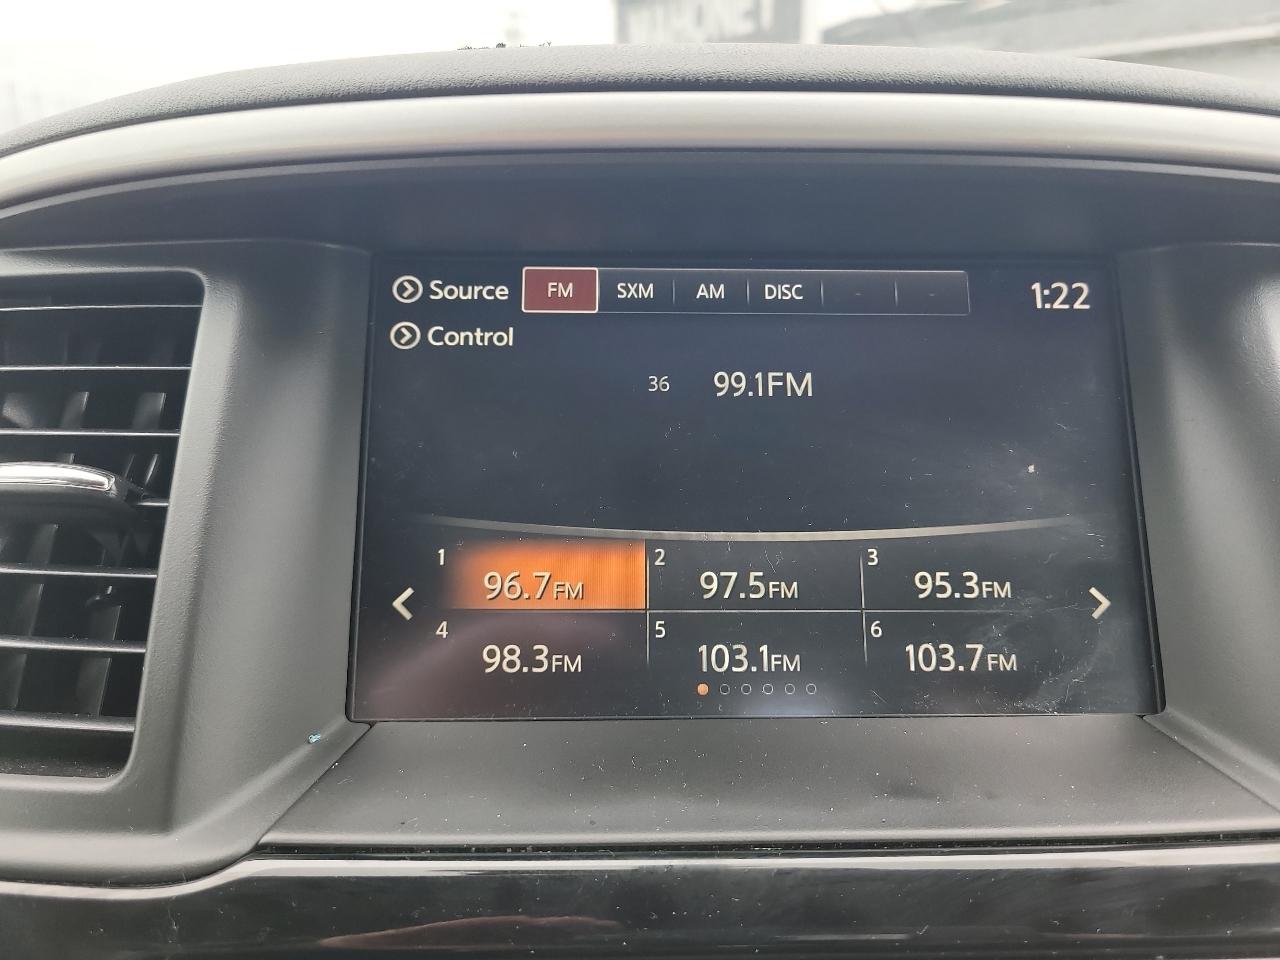 Source FM SXM AM DISC - - 1:22
Control
36 99.1FM
1 96.7FM 2 97.5FM 3 95.3FM
4 98.3FM 5 103.1FM 6 103.7FM